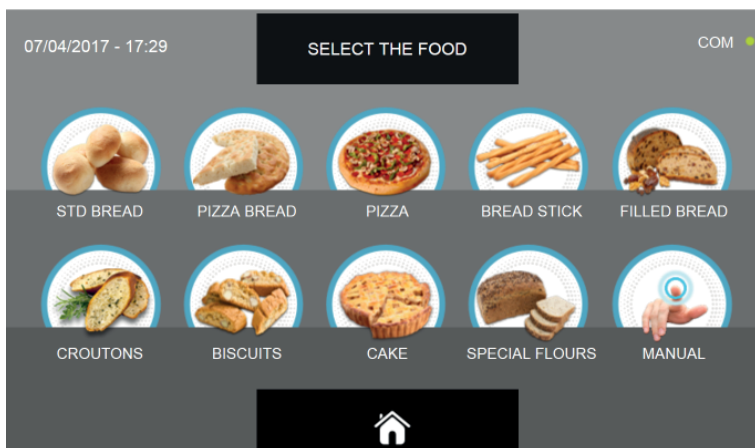 07/04/2017 - 17:29
SELECT THE FOOD
COM
STD BREAD
PIZZA BREAD
PIZZA
BREAD STICK
FILLED BREAD
CROUTONS
BISCUITS
CAKE
SPECIAL FLOURS
MANUAL